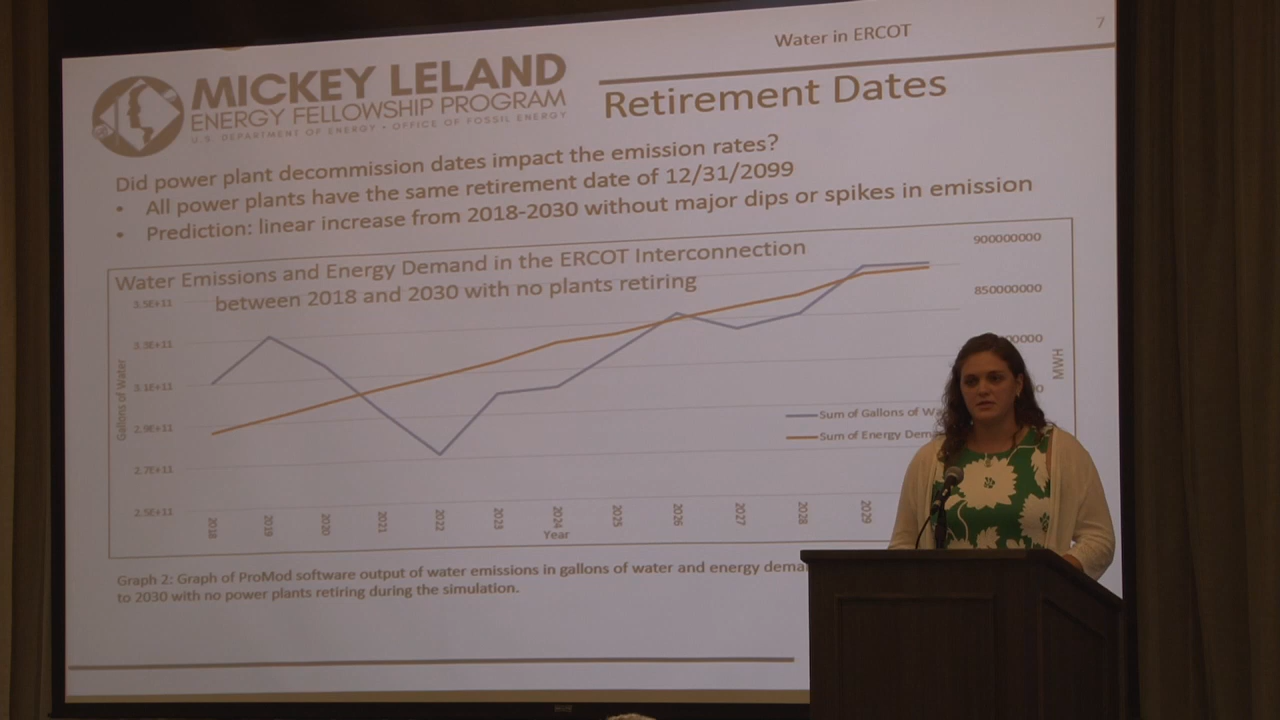 Water in ERCOT
7
MICKEY LELAND
ENERGY FELLOWSHIP PROGRAM
U.S. DEPARTMENT OF ENERGY • OFFICE OF FOSSIL ENERGY
Retirement Dates
Did power plant decommission dates impact the emission rates?
• All power plants have the same retirement date of 12/31/2099
• Prediction: linear increase from 2018-2030 without major dips or spikes in emission
Water Emissions and Energy Demand in the ERCOT Interconnection
between 2018 and 2030 with no plants retiring
3.5E+11
3.3E+11
3.1E+11
2.9E+11
2.7E+11
2.5E+11
Gallons of Water
900000000
850000000
MWH
Sum of Gallons of
Sum of Energy
2018 2019 2020 2021 2022 2023 2024 2025 2026 2027 2028 2029
Year
Graph 2: Graph of ProMod software output of water emissions in gallons of water and energy
to 2030 with no power plants retiring during the simulation.